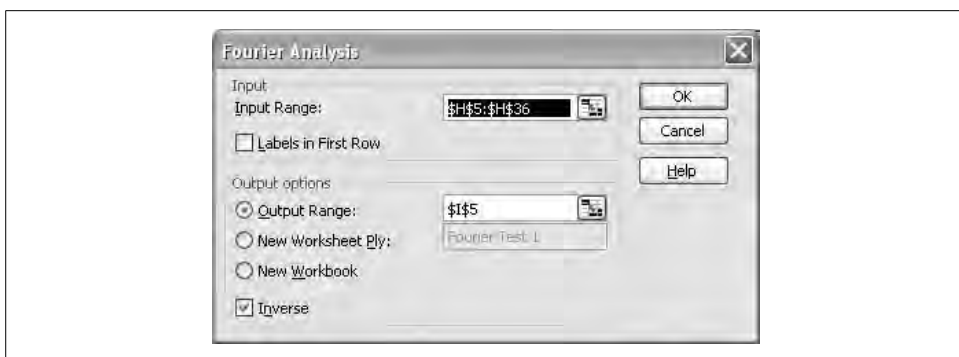 Fourier Analysis
Input
Input Range: $H$5:$H$36
Labels in First Row
Output options
Output Range: $I$5
New Worksheet Ply: Fourier Test 1
New Workbook
Inverse
OK
Cancel
Help